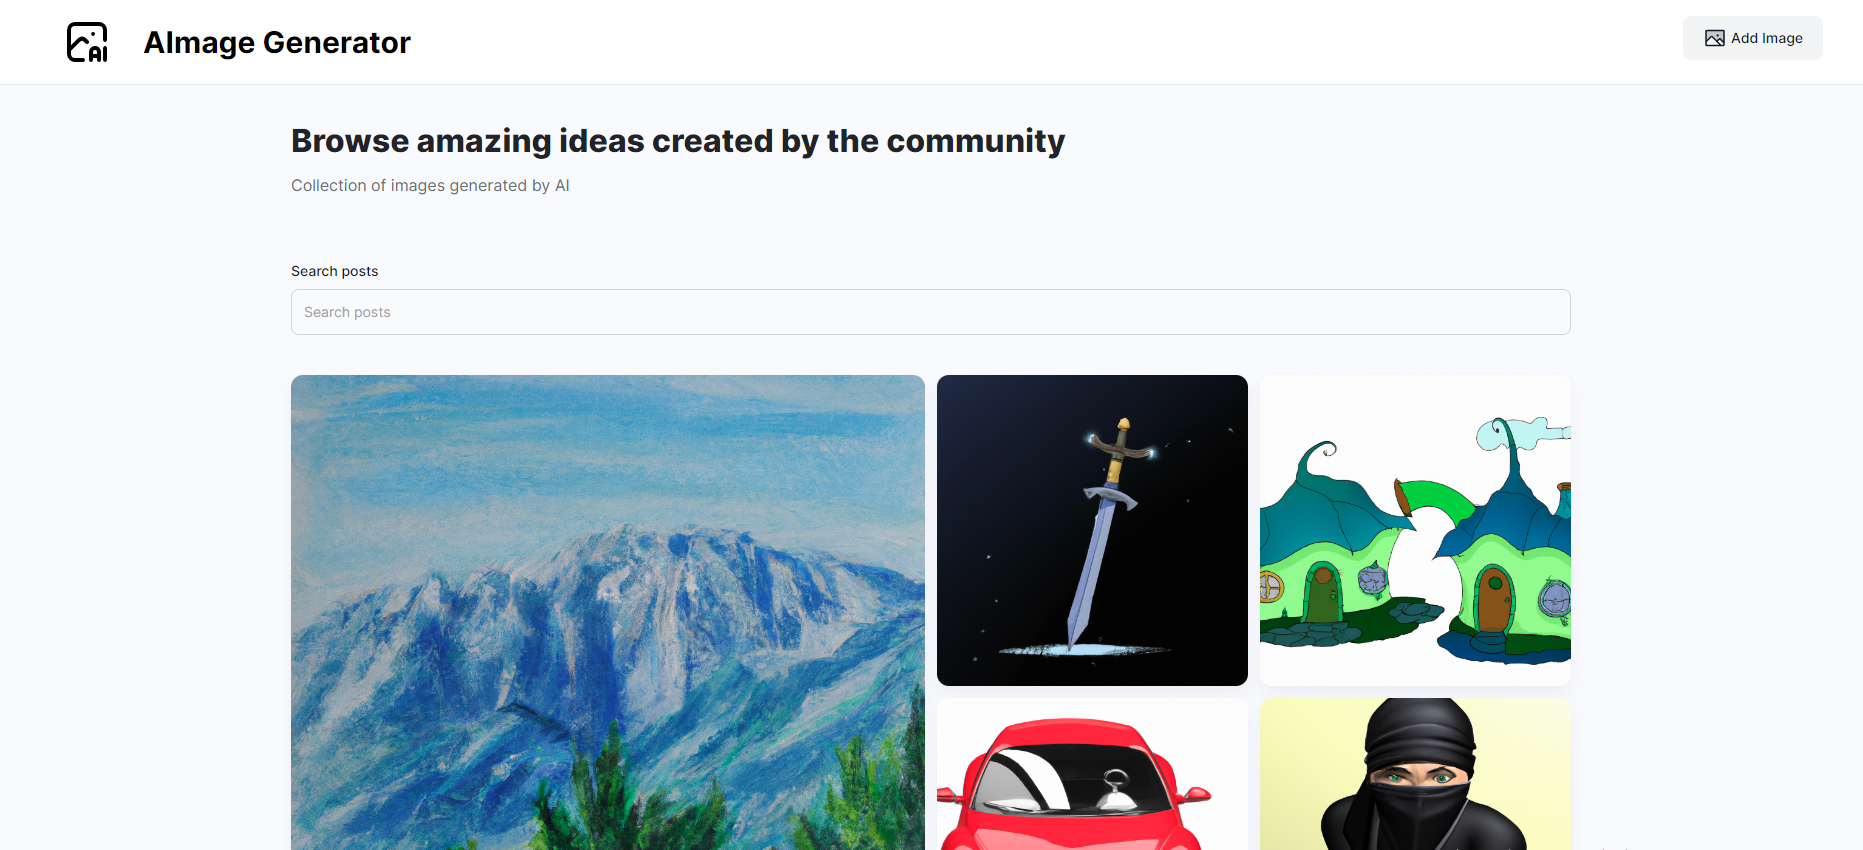 AI
AImage Generator
Add Image
Browse amazing ideas created by the community
Collection of images generated by AI
Search posts
Search posts